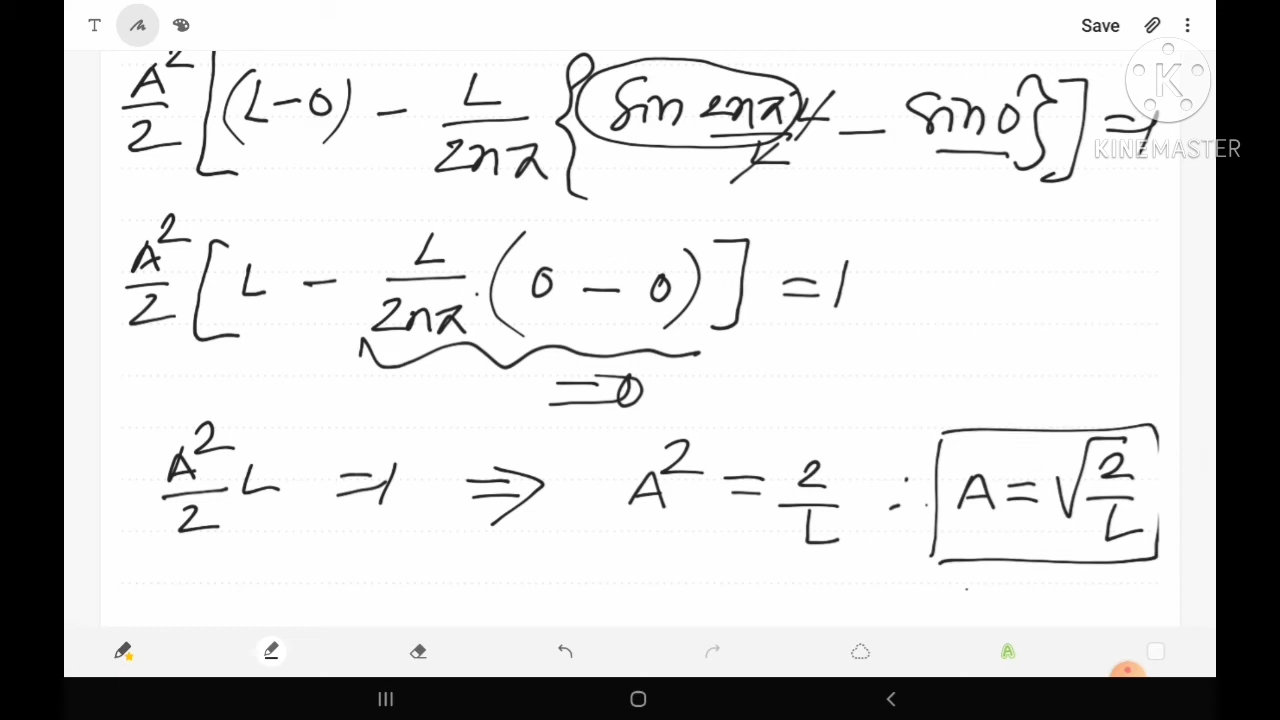 T Save
A²/2 [(L-0) - L/2nπ {sin 2nπL/L - sin 0}] = 1
KINEMASTER
A²/2 [L - L/2nπ . (0 - 0)] = 1
= 0
A²/2 L = 1 ⇒ A² = 2/L ∴ A = √2/L